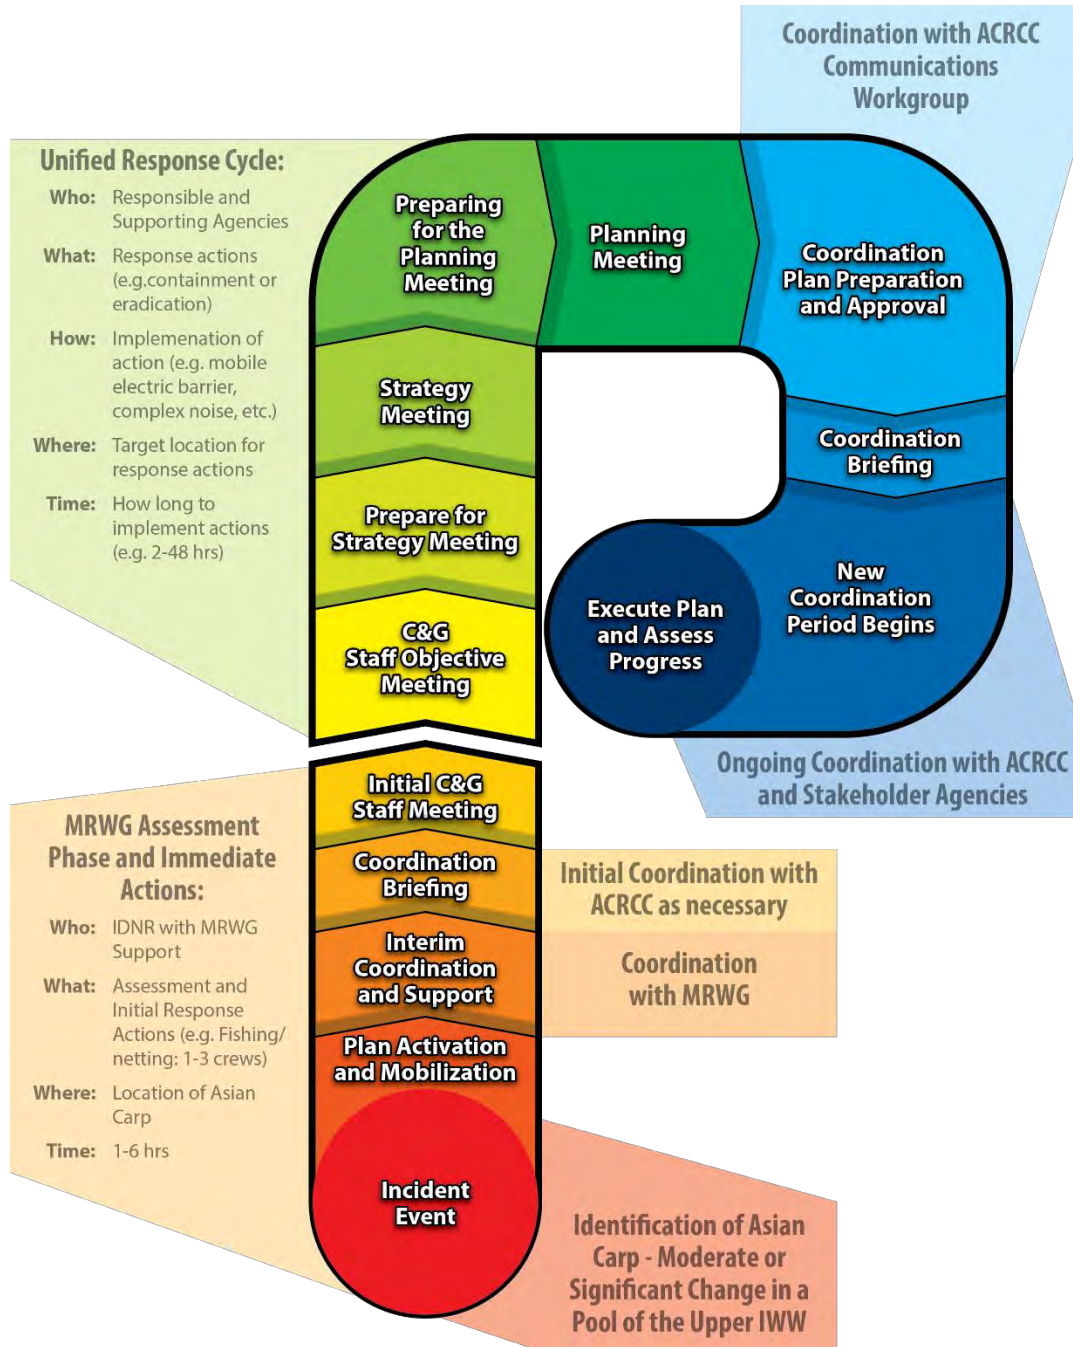 Coordination with ACRCC
Communications
Workgroup
Unified Response Cycle:
Who: Responsible and
Supporting Agencies
What: Response actions
(e.g.containment or
eradication)
How: Implemenation of
action (e.g. mobile
electric barrier,
complex noise, etc.)
Where: Target location for
response actions
Time: How long to
implement actions
(e.g. 2-48 hrs)
Preparing
for the
Planning
Meeting
Planning
Meeting
Coordination
Plan Preparation
and Approval
Strategy
Meeting
Coordination
Briefing
Prepare for
Strategy Meeting
New
Coordination
Period Begins
Execute Plan
and Assess
Progress
C&G
Staff Objective
Meeting
Ongoing Coordination with ACRCC
and Stakeholder Agencies
Initial C&G
Staff Meeting
MRWG Assessment
Phase and Immediate
Actions:
Who: IDNR with MRWG
Support
What: Assessment and
Initial Response
Actions (e.g. Fishing/
netting: 1-3 crews)
Where: Location of Asian
Carp
Time: 1-6 hrs
Coordination
Briefing
Initial Coordination with
ACRCC as necessary
Interim
Coordination
and Support
Coordination
with MRWG
Plan Activation
and Mobilization
Incident
Event
Identification of Asian
Carp - Moderate or
Significant Change in a
Pool of the Upper IWW